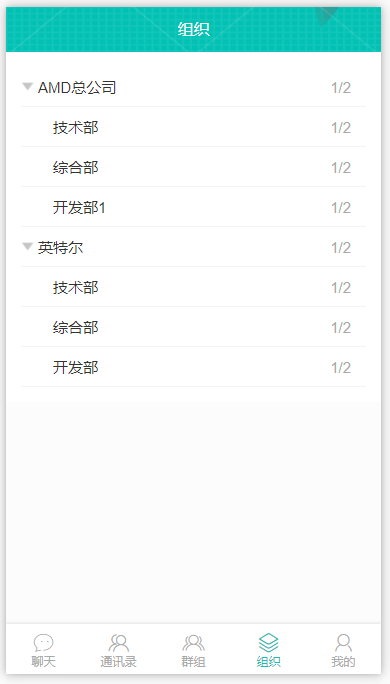 组织
AMD总公司 1/2
技术部 1/2
综合部 1/2
开发部1 1/2
英特尔 1/2
技术部 1/2
综合部 1/2
开发部 1/2
聊天 通讯录 群组 组织 我的